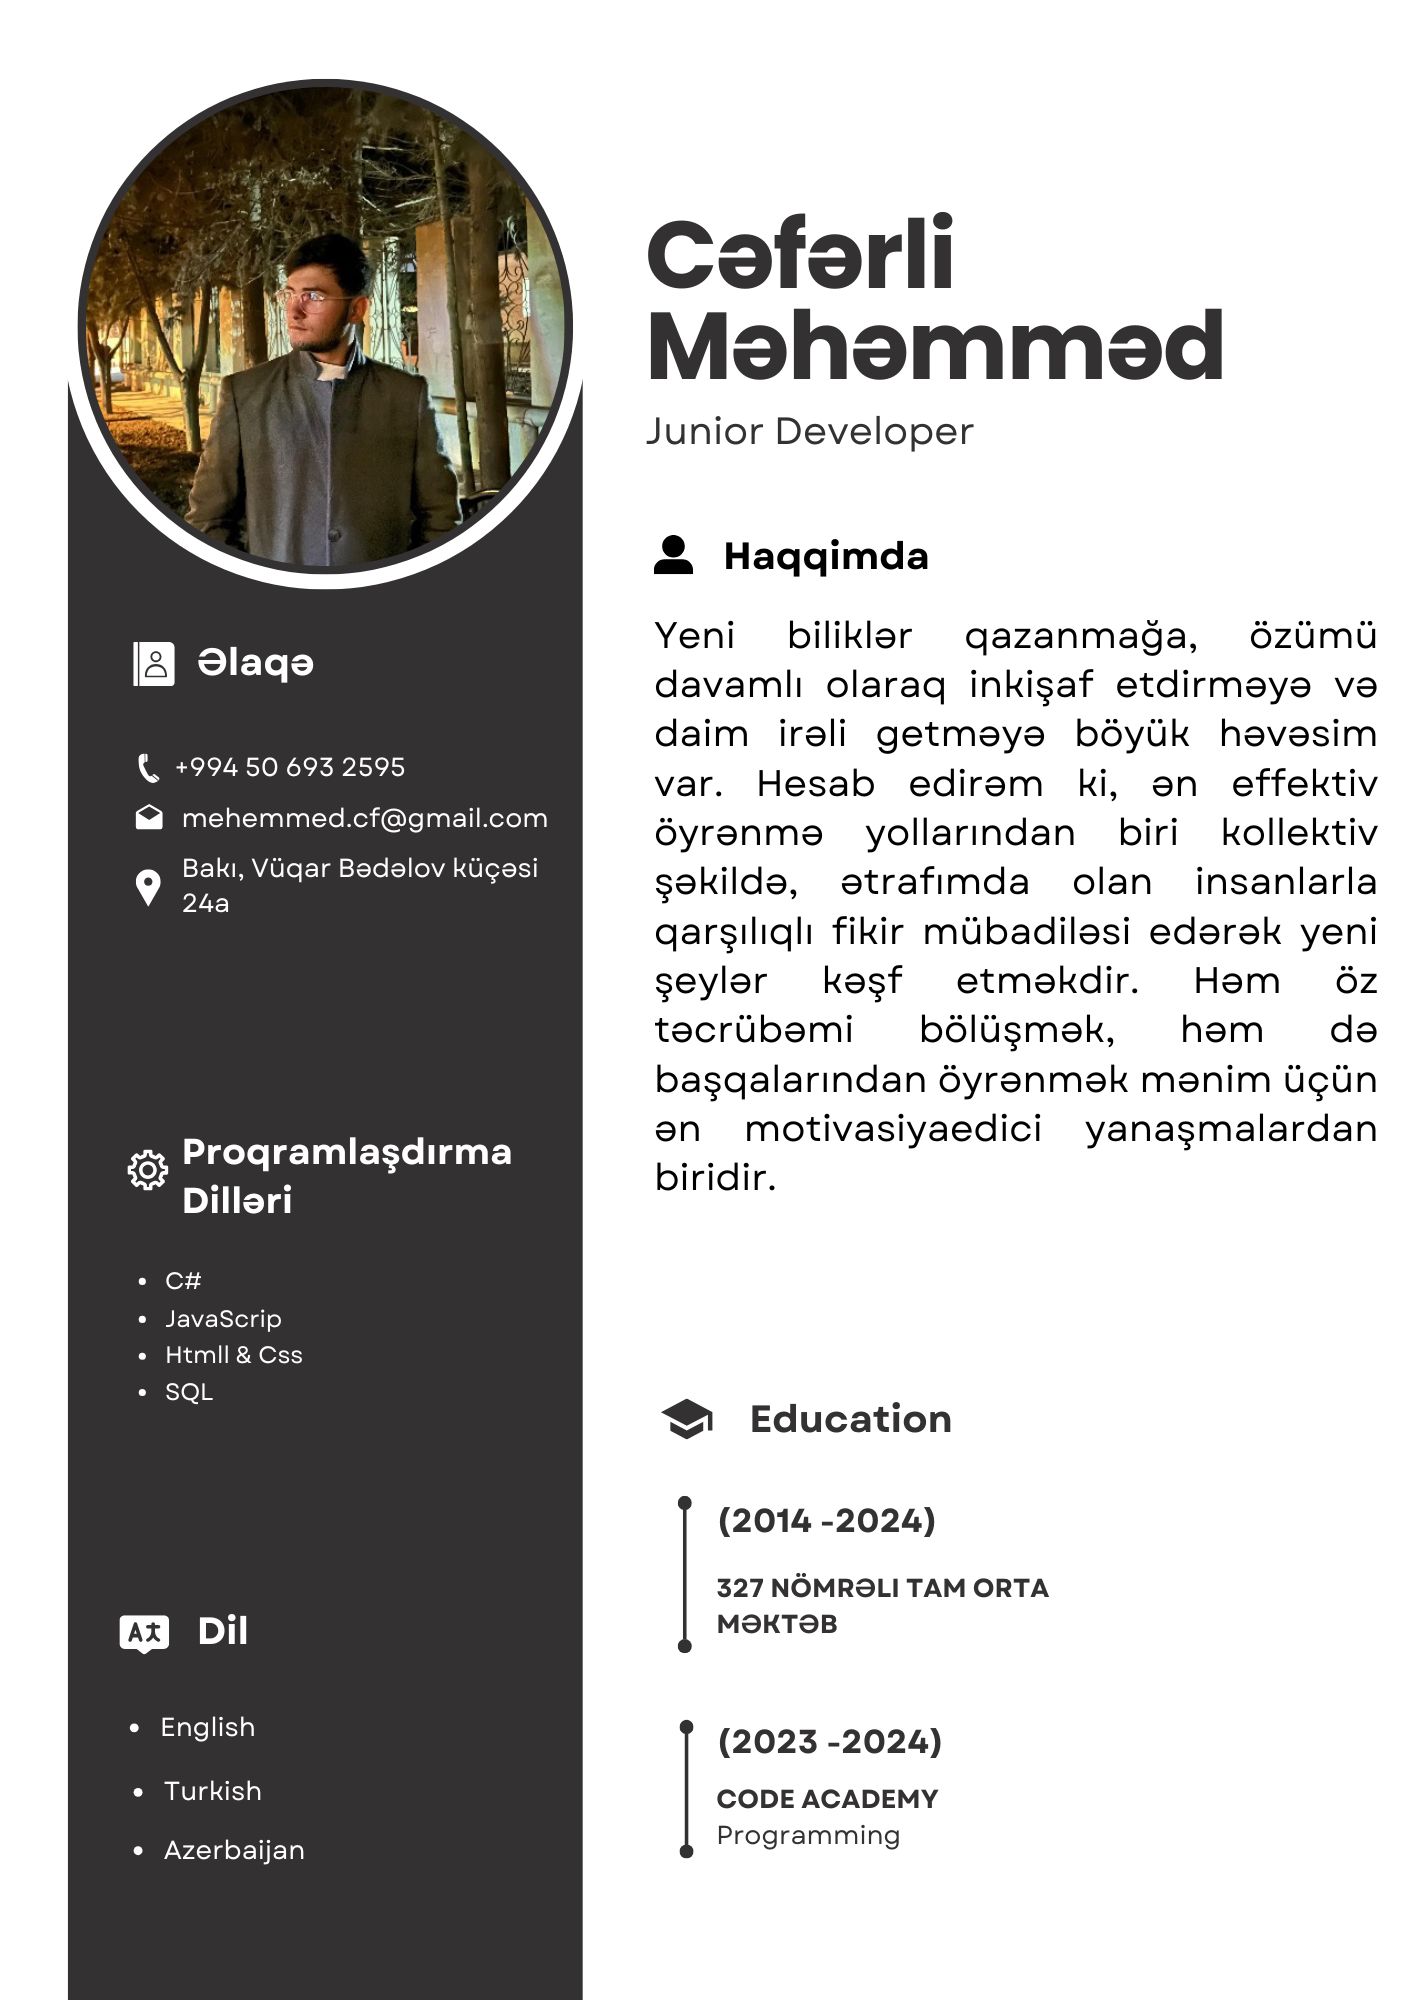 Cəfərli
Məhəmməd
Junior Developer
Əlaqə
+994 50 693 2595
mehemmed.cf@gmail.com
Bakı, Vüqar Bədəlov küçəsi
24a
Proqramlaşdırma
Dilləri
• C#
• JavaScrip
• Htmll & Css
• SQL
Dil
• English
• Turkish
• Azerbaijan
Haqqimda
Yeni biliklər qazanmağa, özümü
davamlı olaraq inkişaf etdirməyə və
daim irəli getməyə böyük həvəsim
var. Hesab edirəm ki, ən effektiv
öyrənmə yollarından biri kollektiv
şəkildə, ətrafımda olan insanlarla
qarşılıqlı fikir mübadiləsi edərək yeni
şeylər kəşf etməkdir. Həm öz
təcrübəmi bölüşmək, həm də
başqalarından öyrənmək mənim üçün
ən motivasiyaedici yanaşmalardan
biridir.
Education
(2014 -2024)
327 NÖMRƏLI TAM ORTA
MƏKTƏB
(2023 -2024)
CODE ACADEMY
Programming